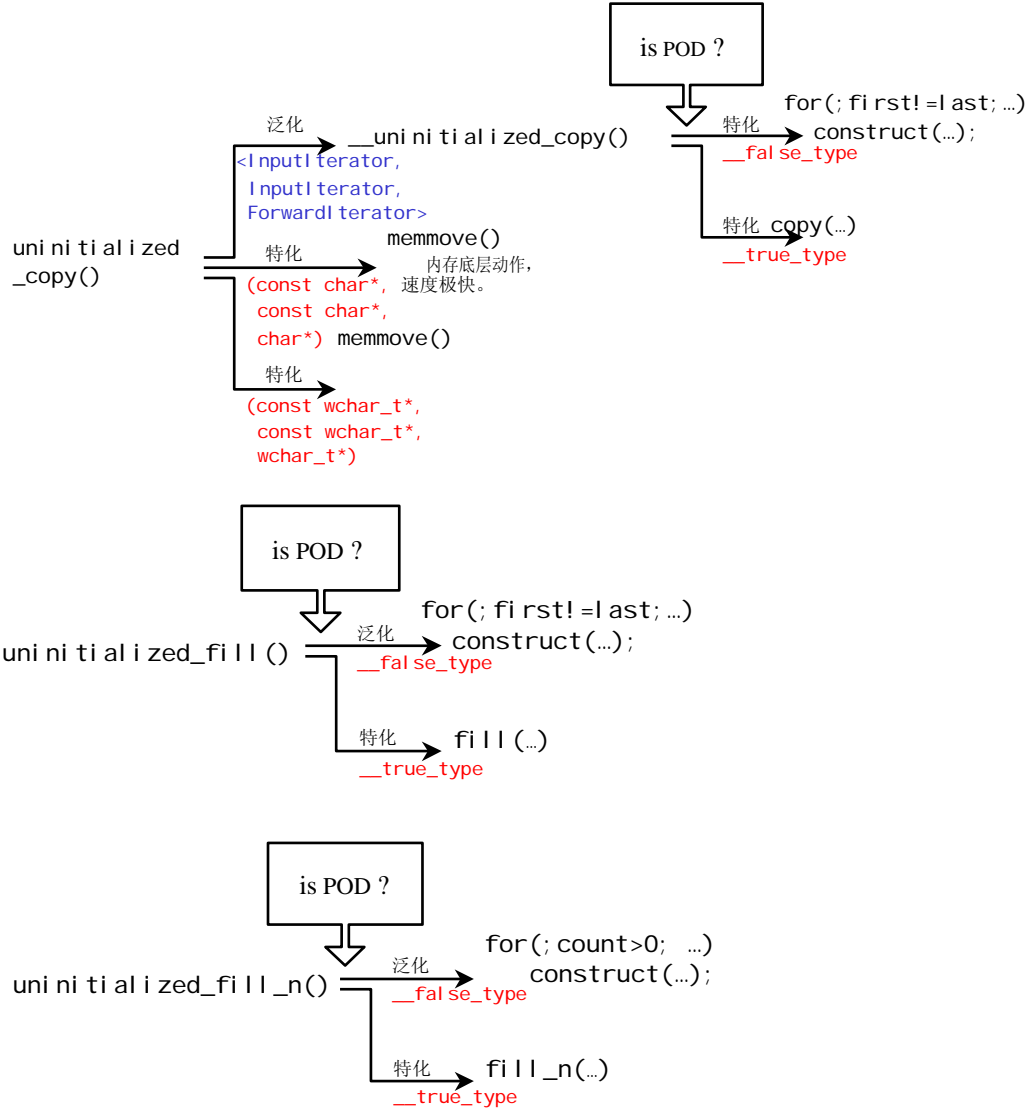 is POD ?
for(;first!=last;…)
泛化
__uninitialized_copy()
特化
construct(…);
__false_type
<InputIterator,
InputIterator,
ForwardIterator>
特化
copy(…)
__true_type
uninitialized
_copy()
memmove()
特化
内存底层动作，
速度极快。
(const char*,
const char*,
char*)
memmove()
特化
(const wchar_t*,
const wchar_t*,
wchar_t*)
is POD ?
for(;first!=last;…)
uninitialized_fill()
泛化
construct(…);
__false_type
特化
fill(…)
__true_type
is POD ?
for(;count>0; …)
uninitialized_fill_n()
泛化
construct(…);
__false_type
特化
fill_n(…)
__true_type